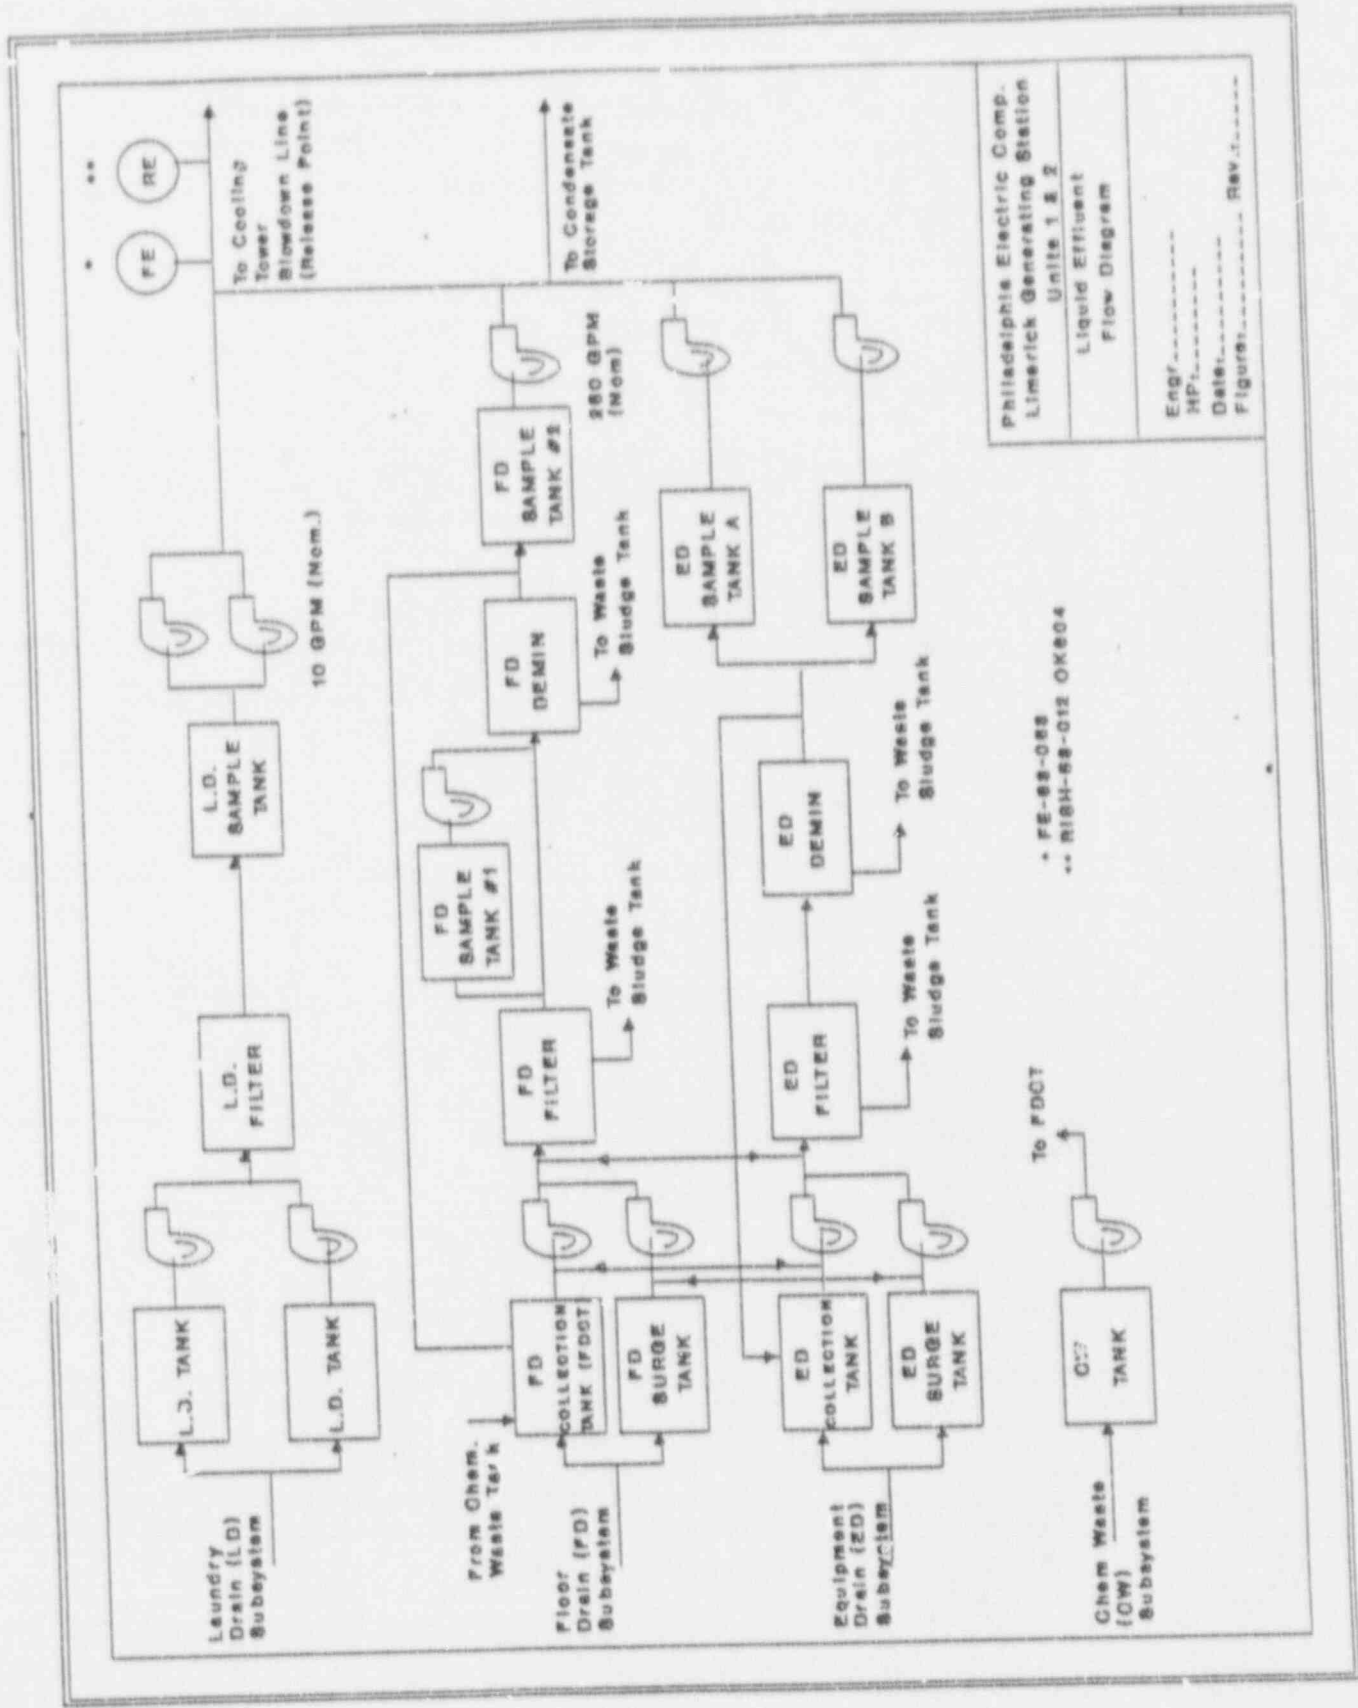 Laundry
Drain (LD)
Subsystem
L.D. TANK
L.D. TANK
L.D.
FILTER
L.D.
SAMPLE
TANK
10 GPM (Nom.)
*
**
FE
RE
To Cooling
Tower
Blowdown Line
(Release Point)
From Chem.
Waste Tank
Floor
Drain (FD)
Subsystem
FD
COLLECTION
TANK (FDCT)
FD
SURGE
TANK
FD
FILTER
To Waste
Sludge Tank
FD
SAMPLE
TANK #1
FD
DEMIN
To Waste
Sludge Tank
FD
SAMPLE
TANK #2
GPM
(Nom)
To Condensate
Storage Tank
Equipment
Drain (ED)
Subsystem
ED
COLLECTION
TANK
ED
SURGE
TANK
ED
FILTER
To Waste
Sludge Tank
ED
DEMIN
To Waste
Sludge Tank
ED
SAMPLE
TANK A
ED
SAMPLE
TANK B
Chem Waste
(CW)
Subsystem
CW
TANK
To FDCT
*
** 
Philadelphia Electric Comp.
Limerick Generating Station
Units 1 & 2
Liquid Effluent
Flow Diagram
Engr.---------
HP:--------
Date:--------
Figure:-------- Rev.:-----